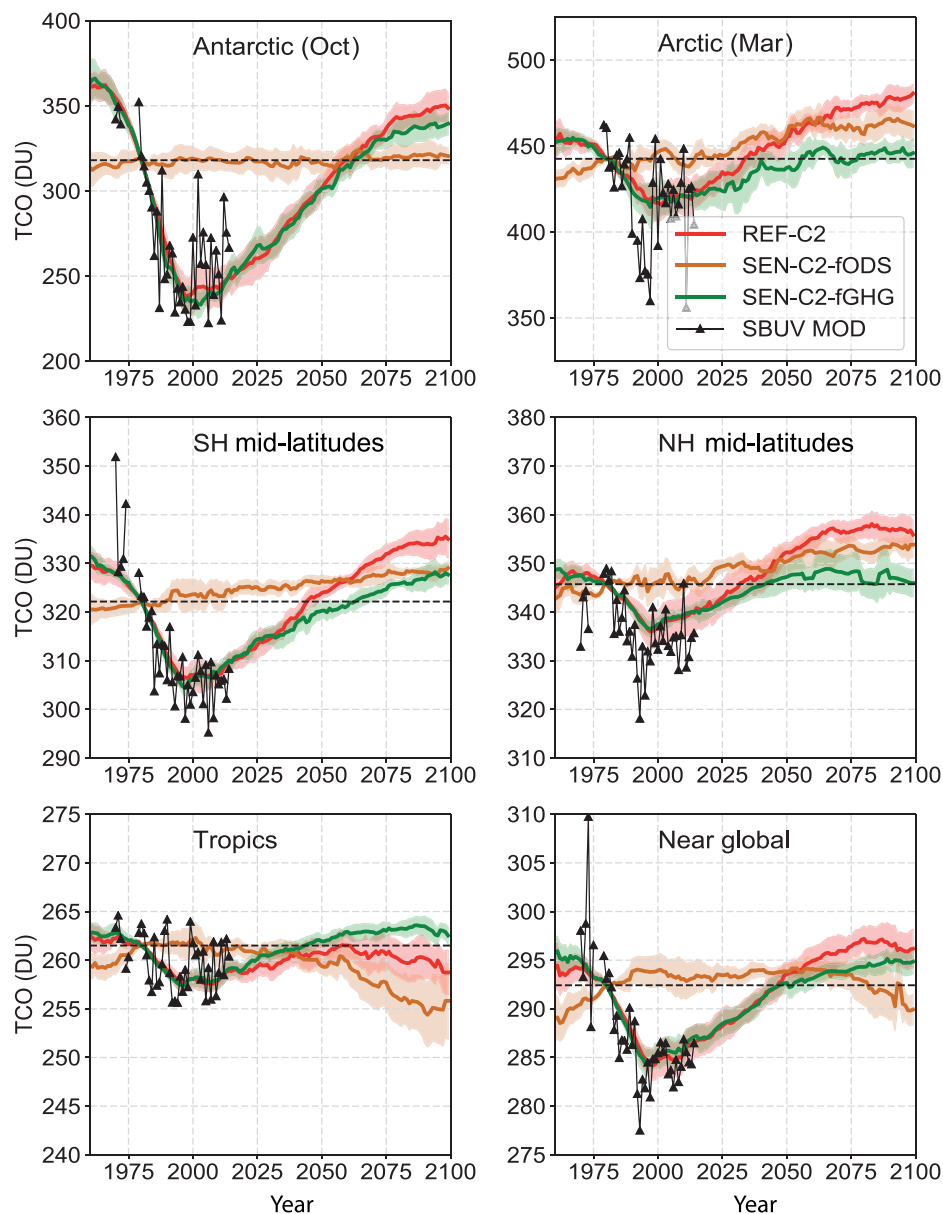 Antarctic (Oct)
TCO (DU)
400
350
300
250
200
1975 2000 2025 2050 2075 2100
Arctic (Mar)
TCO (DU)
500
450
400
350
REF-C2
SEN-C2-fODS
SEN-C2-fGHG
SBUV MOD
1975 2000 2025 2050 2075 2100
SH mid-latitudes
TCO (DU)
360
350
340
330
320
310
300
290
1975 2000 2025 2050 2075 2100
NH mid-latitudes
380
370
360
350
340
330
320
310
1975 2000 2025 2050 2075 2100
Tropics
TCO (DU)
275
270
265
260
255
250
245
240
1975 2000 2025 2050 2075 2100
Year
Near global
310
305
300
295
290
285
280
275
1975 2000 2025 2050 2075 2100
Year